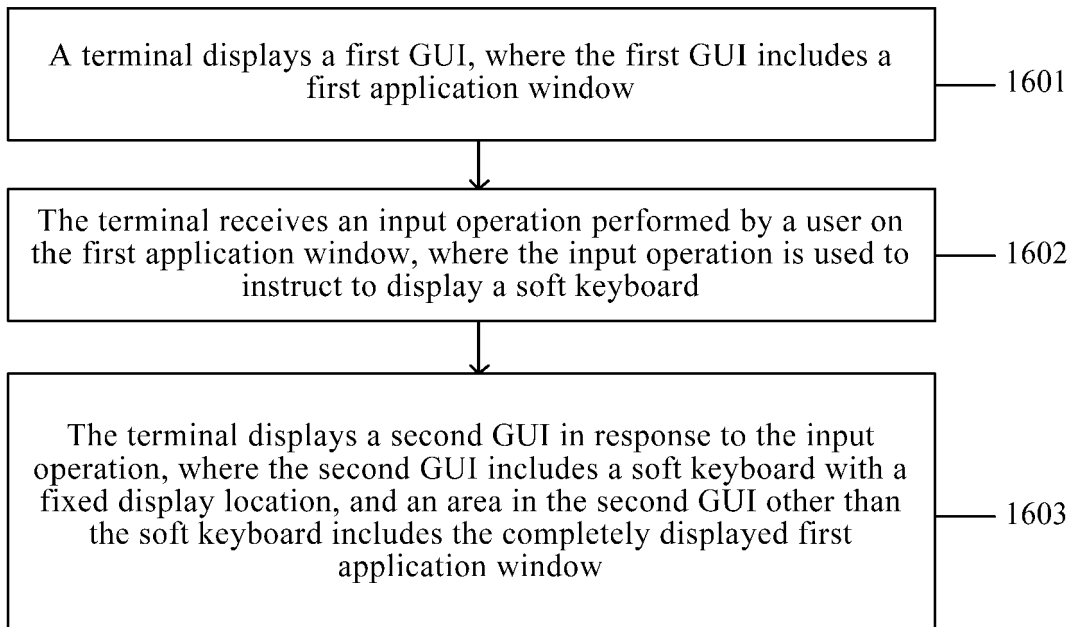 A terminal displays a first GUI, where the first GUI includes a
first application window
1601
The terminal receives an input operation performed by a user on
the first application window, where the input operation is used to
instruct to display a soft keyboard
1602
The terminal displays a second GUI in response to the input
operation, where the second GUI includes a soft keyboard with a
fixed display location, and an area in the second GUI other than
the soft keyboard includes the completely displayed first
application window
1603